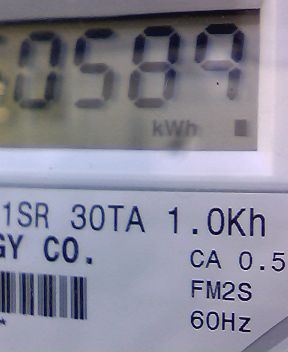 0589
kWh
1SR 30TA 1.0Kh
GY CO.
CA 0.5
FM2S
60Hz